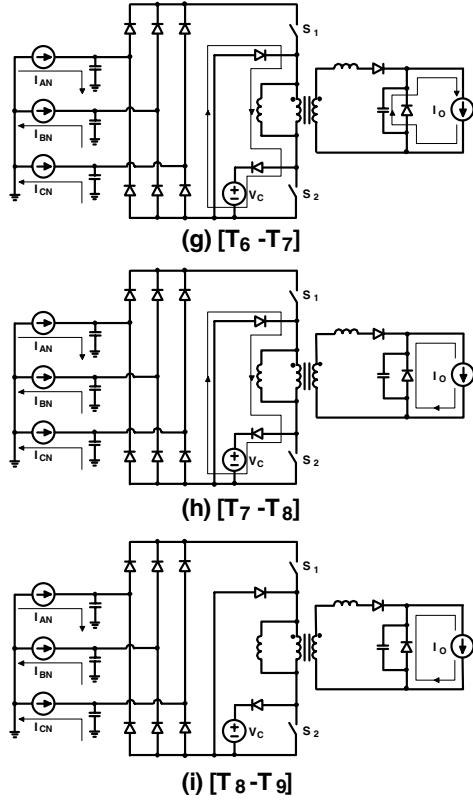 S1
IAN
IBN
IO
ICN
VC
S2
(g) [T6 -T7]
S1
IAN
IBN
IO
ICN
VC
S2
(h) [T7 -T8]
S1
IAN
IBN
IO
ICN
VC
S2
(i) [T8 -T9]